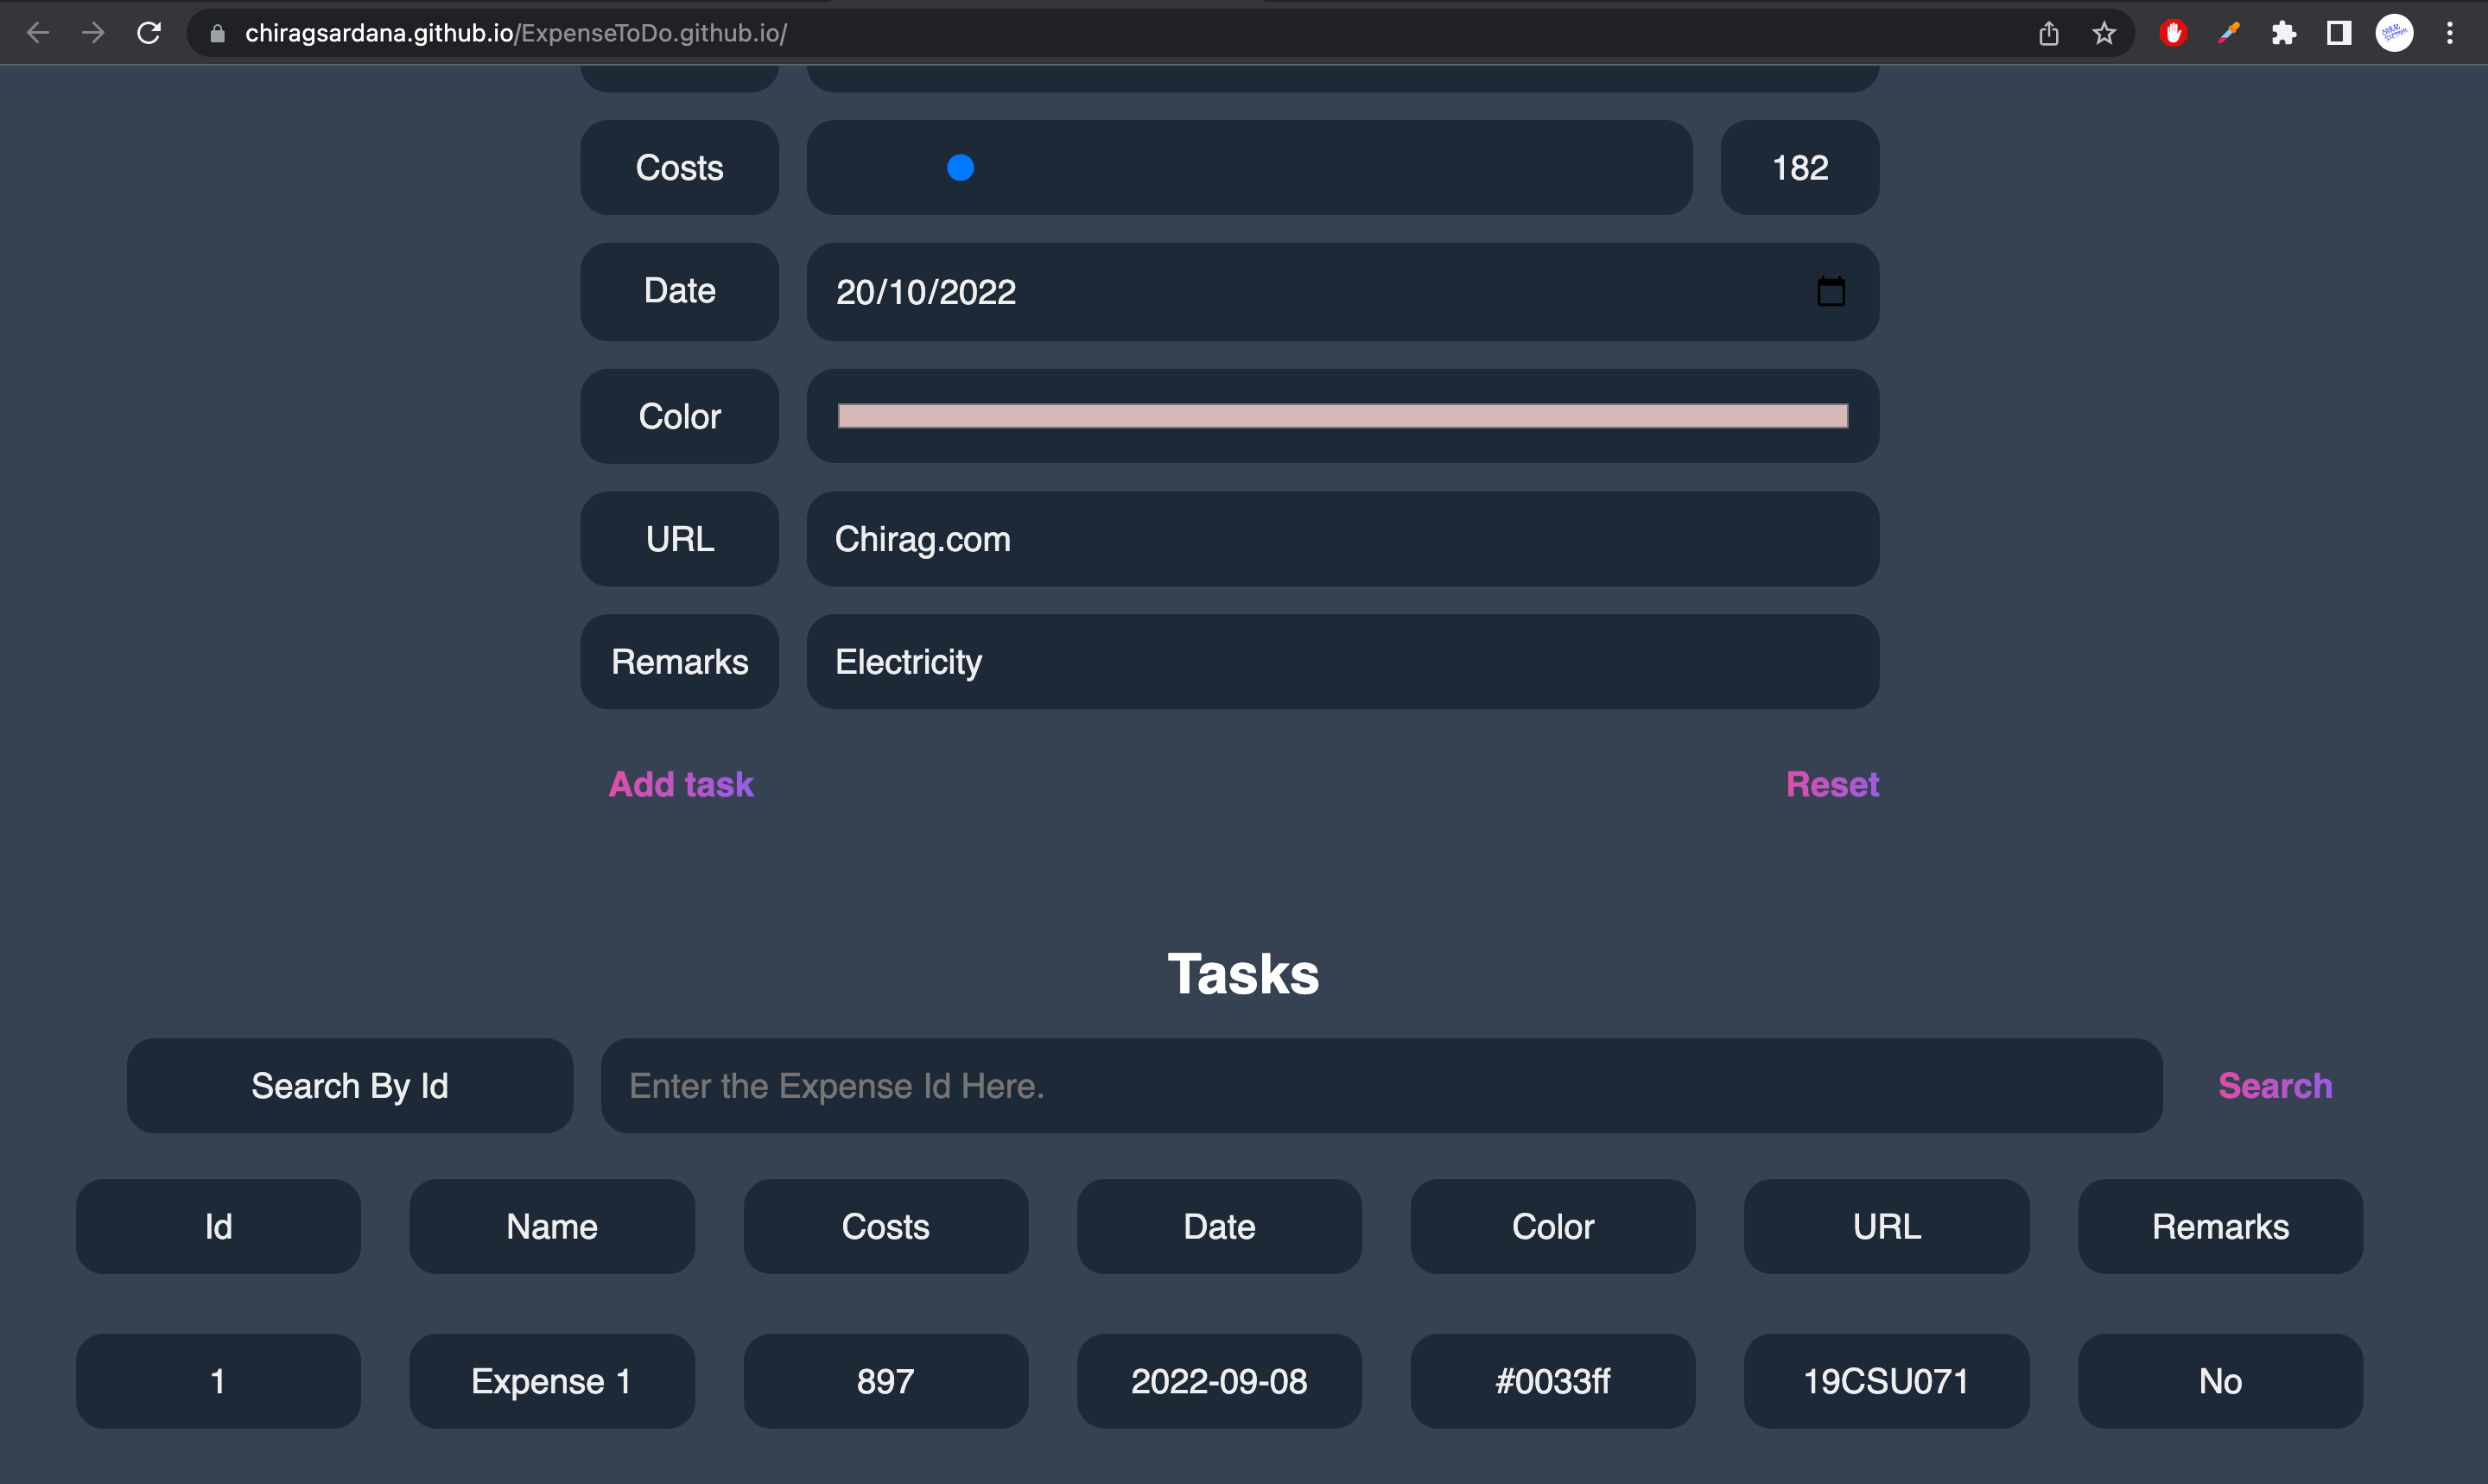 chiragsardana.github.io/ExpenseToDo.github.io/
Costs 182
Date 20/10/2022
Color
URL Chirag.com
Remarks Electricity
Add task Reset
Tasks
Search By Id Enter the Expense Id Here. Search
Id Name Costs Date Color URL Remarks
1 Expense 1 897 2022-09-08 #0033ff 19CSU071 No